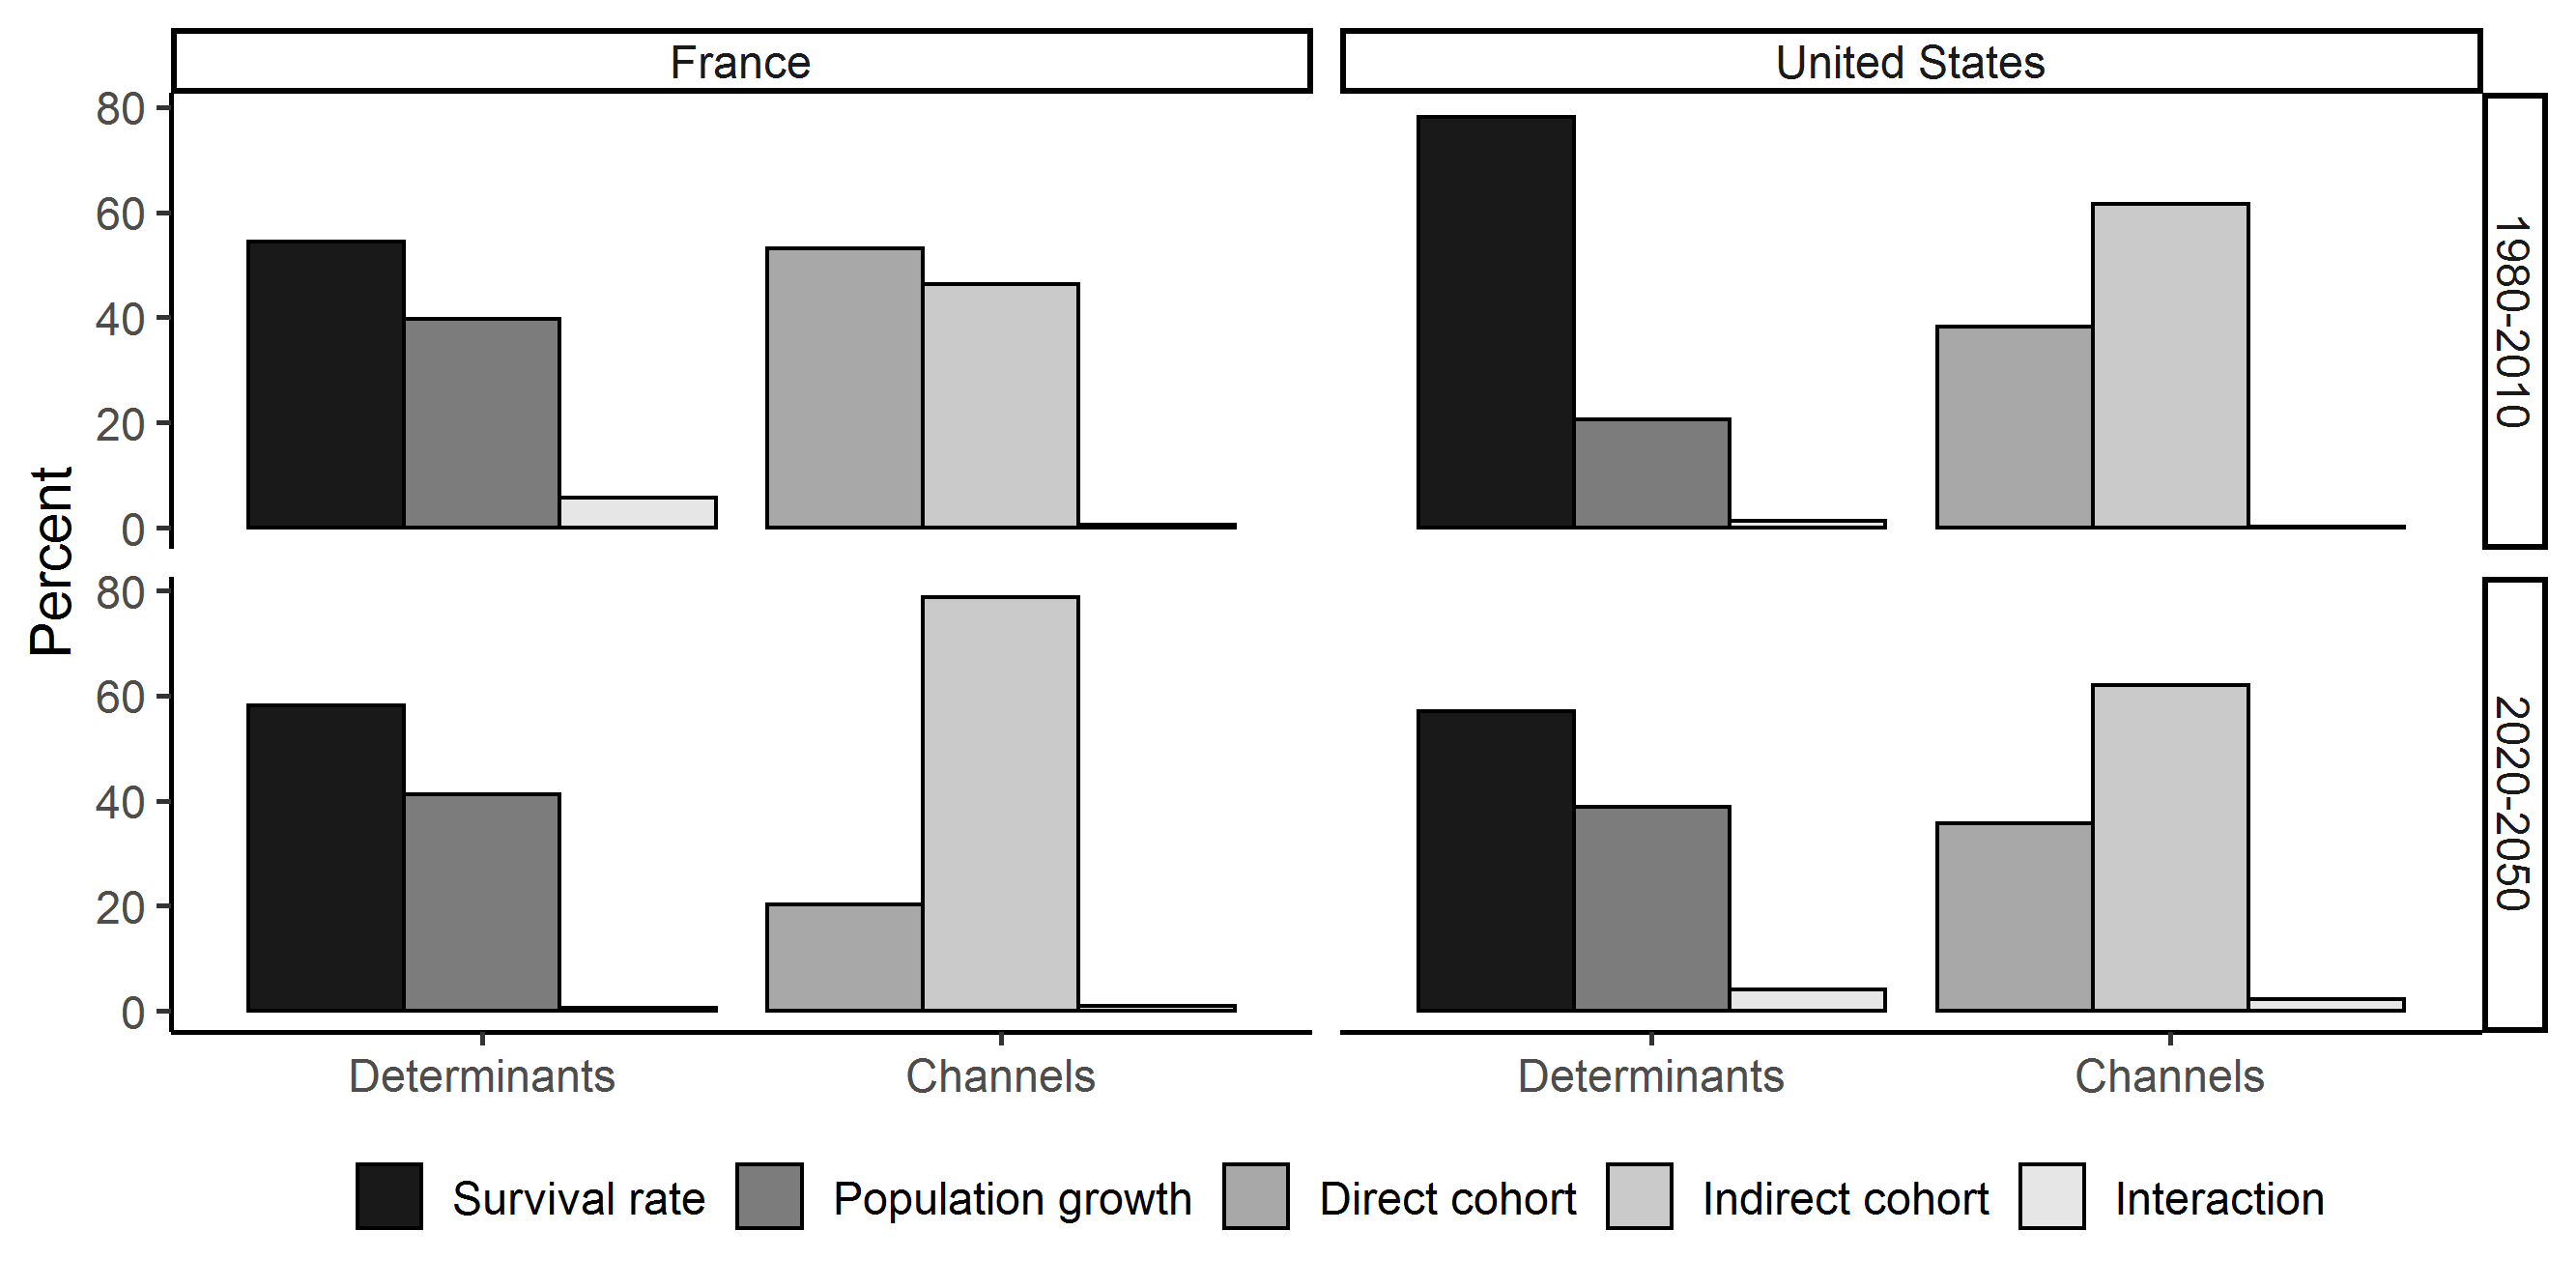 France
United States
Percent
80
60
40
20
0
1980-2010
80
60
40
20
0
2020-2050
Determinants
Channels
Determinants
Channels
Survival rate
Population growth
Direct cohort
Indirect cohort
Interaction